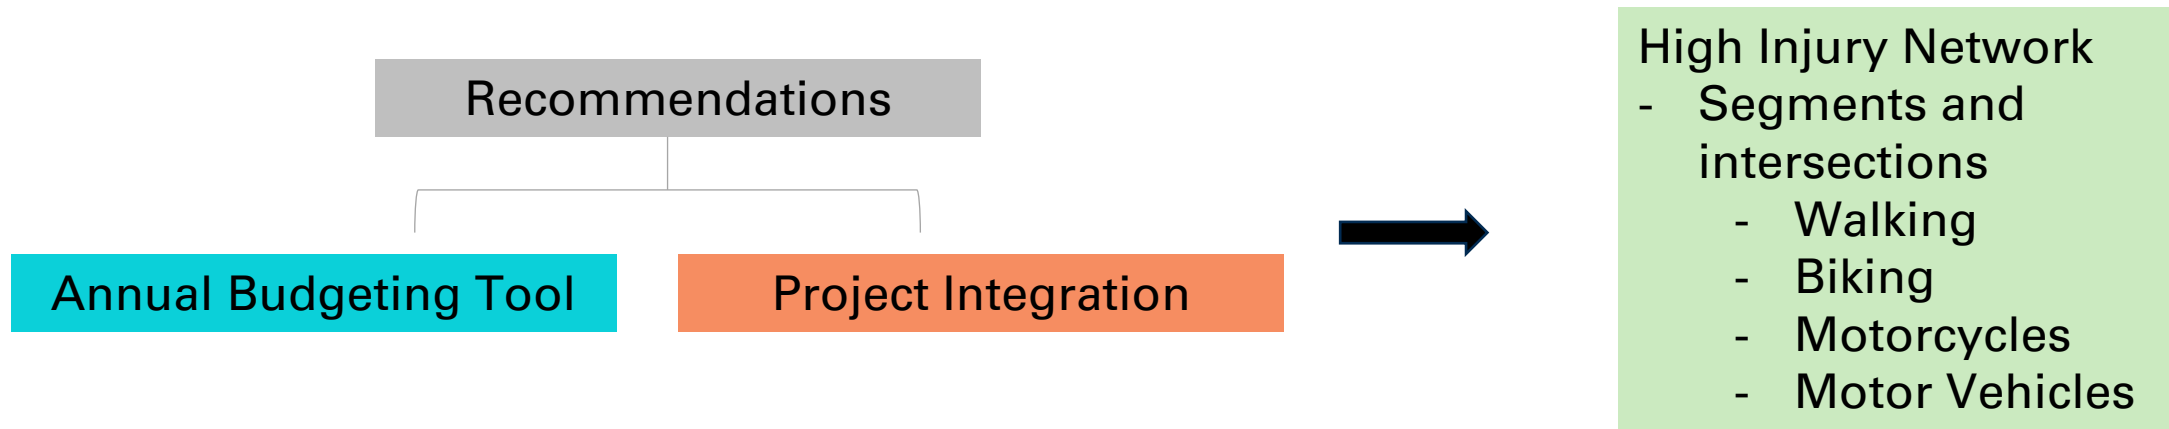 Recommendations
Annual Budgeting Tool
Project Integration
High Injury Network
- Segments and
intersections
- Walking
- Biking
- Motorcycles
- Motor Vehicles